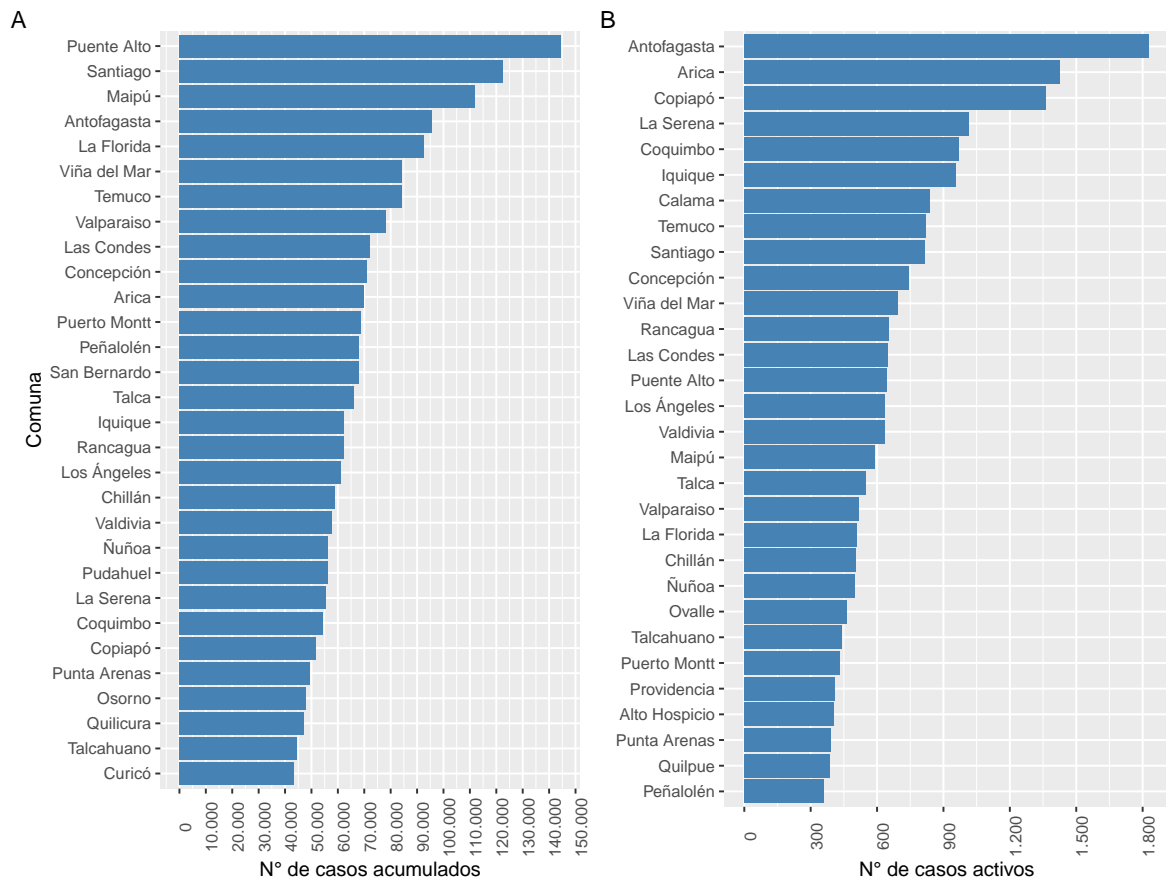 A
Comuna
Puente Alto
Santiago
Maipú
Antofagasta
La Florida
Viña del Mar
Temuco
Valparaiso
Las Condes
Concepción
Arica
Puerto Montt
Peñalolén
San Bernardo
Talca
Iquique
Rancagua
Los Ángeles
Chillán
Valdivia
Ñuñoa
Pudahuel
La Serena
Coquimbo
Copiapó
Punta Arenas
Osorno
Quilicura
Talcahuano
Curicó
0
10.000
20.000
30.000
40.000
50.000
60.000
70.000
80.000
90.000
100.000
110.000
120.000
130.000
140.000
150.000
N° de casos acumulados
B
Antofagasta
Arica
Copiapó
La Serena
Coquimbo
Iquique
Calama
Temuco
Santiago
Concepción
Viña del Mar
Rancagua
Las Condes
Puente Alto
Los Ángeles
Valdivia
Maipú
Talca
Valparaiso
La Florida
Chillán
Ñuñoa
Ovalle
Talcahuano
Puerto Montt
Providencia
Alto Hospicio
Punta Arenas
Quilpue
Peñalolén
0
300
600
900
1.200
1.500
1.800
N° de casos activos